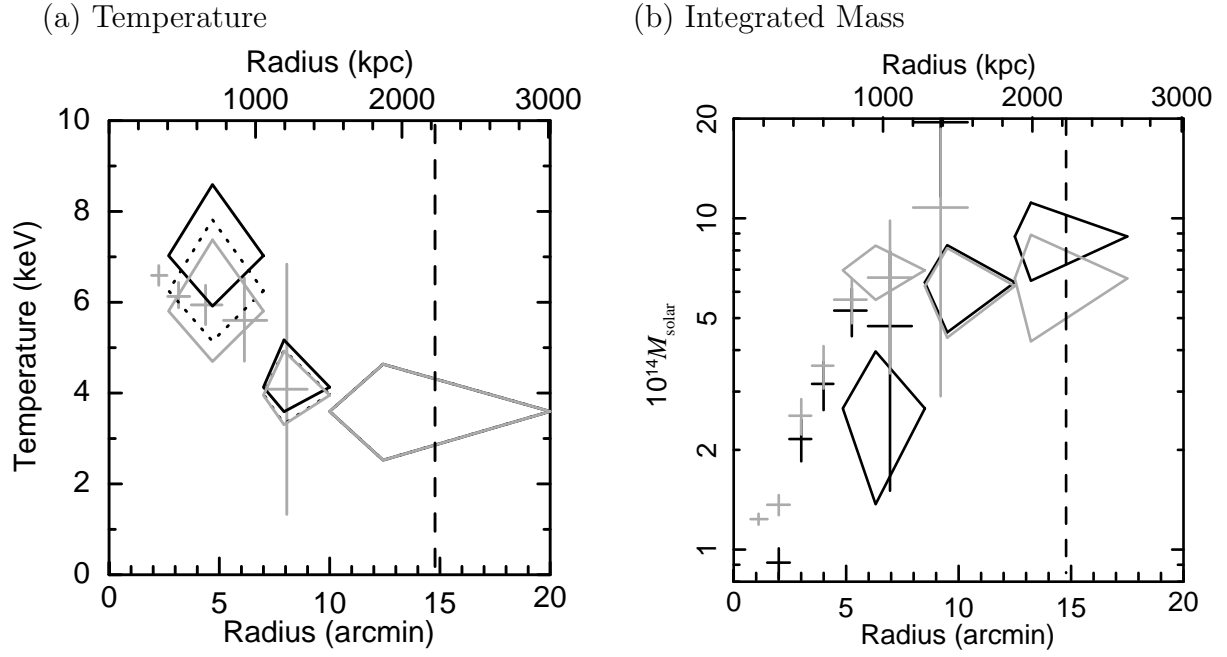 (a) Temperature
Radius (kpc)
1000 2000 3000
10
8
6
4
2
0
Temperature (keV)
0 5 10 15 20
Radius (arcmin)
(b) Integrated Mass
Radius (kpc)
1000 2000 3000
20
10
5
2
1
10¹⁴M_solar
0 5 10 15 20
Radius (arcmin)